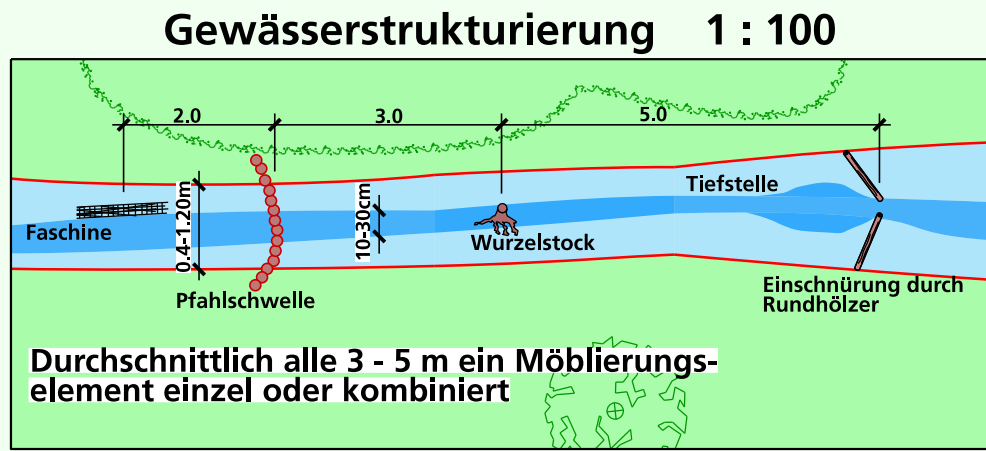 Gewässerstrukturierung 1 : 100
2.0
3.0
5.0
Tiefstelle
Faschine
0.4-1.20m
10-30cm
Wurzelstock
Pfahlschwelle
Einschnürung durch
Rundhölzer
Durchschnittlich alle 3 - 5 m ein Möblierungs-
element einzel oder kombiniert